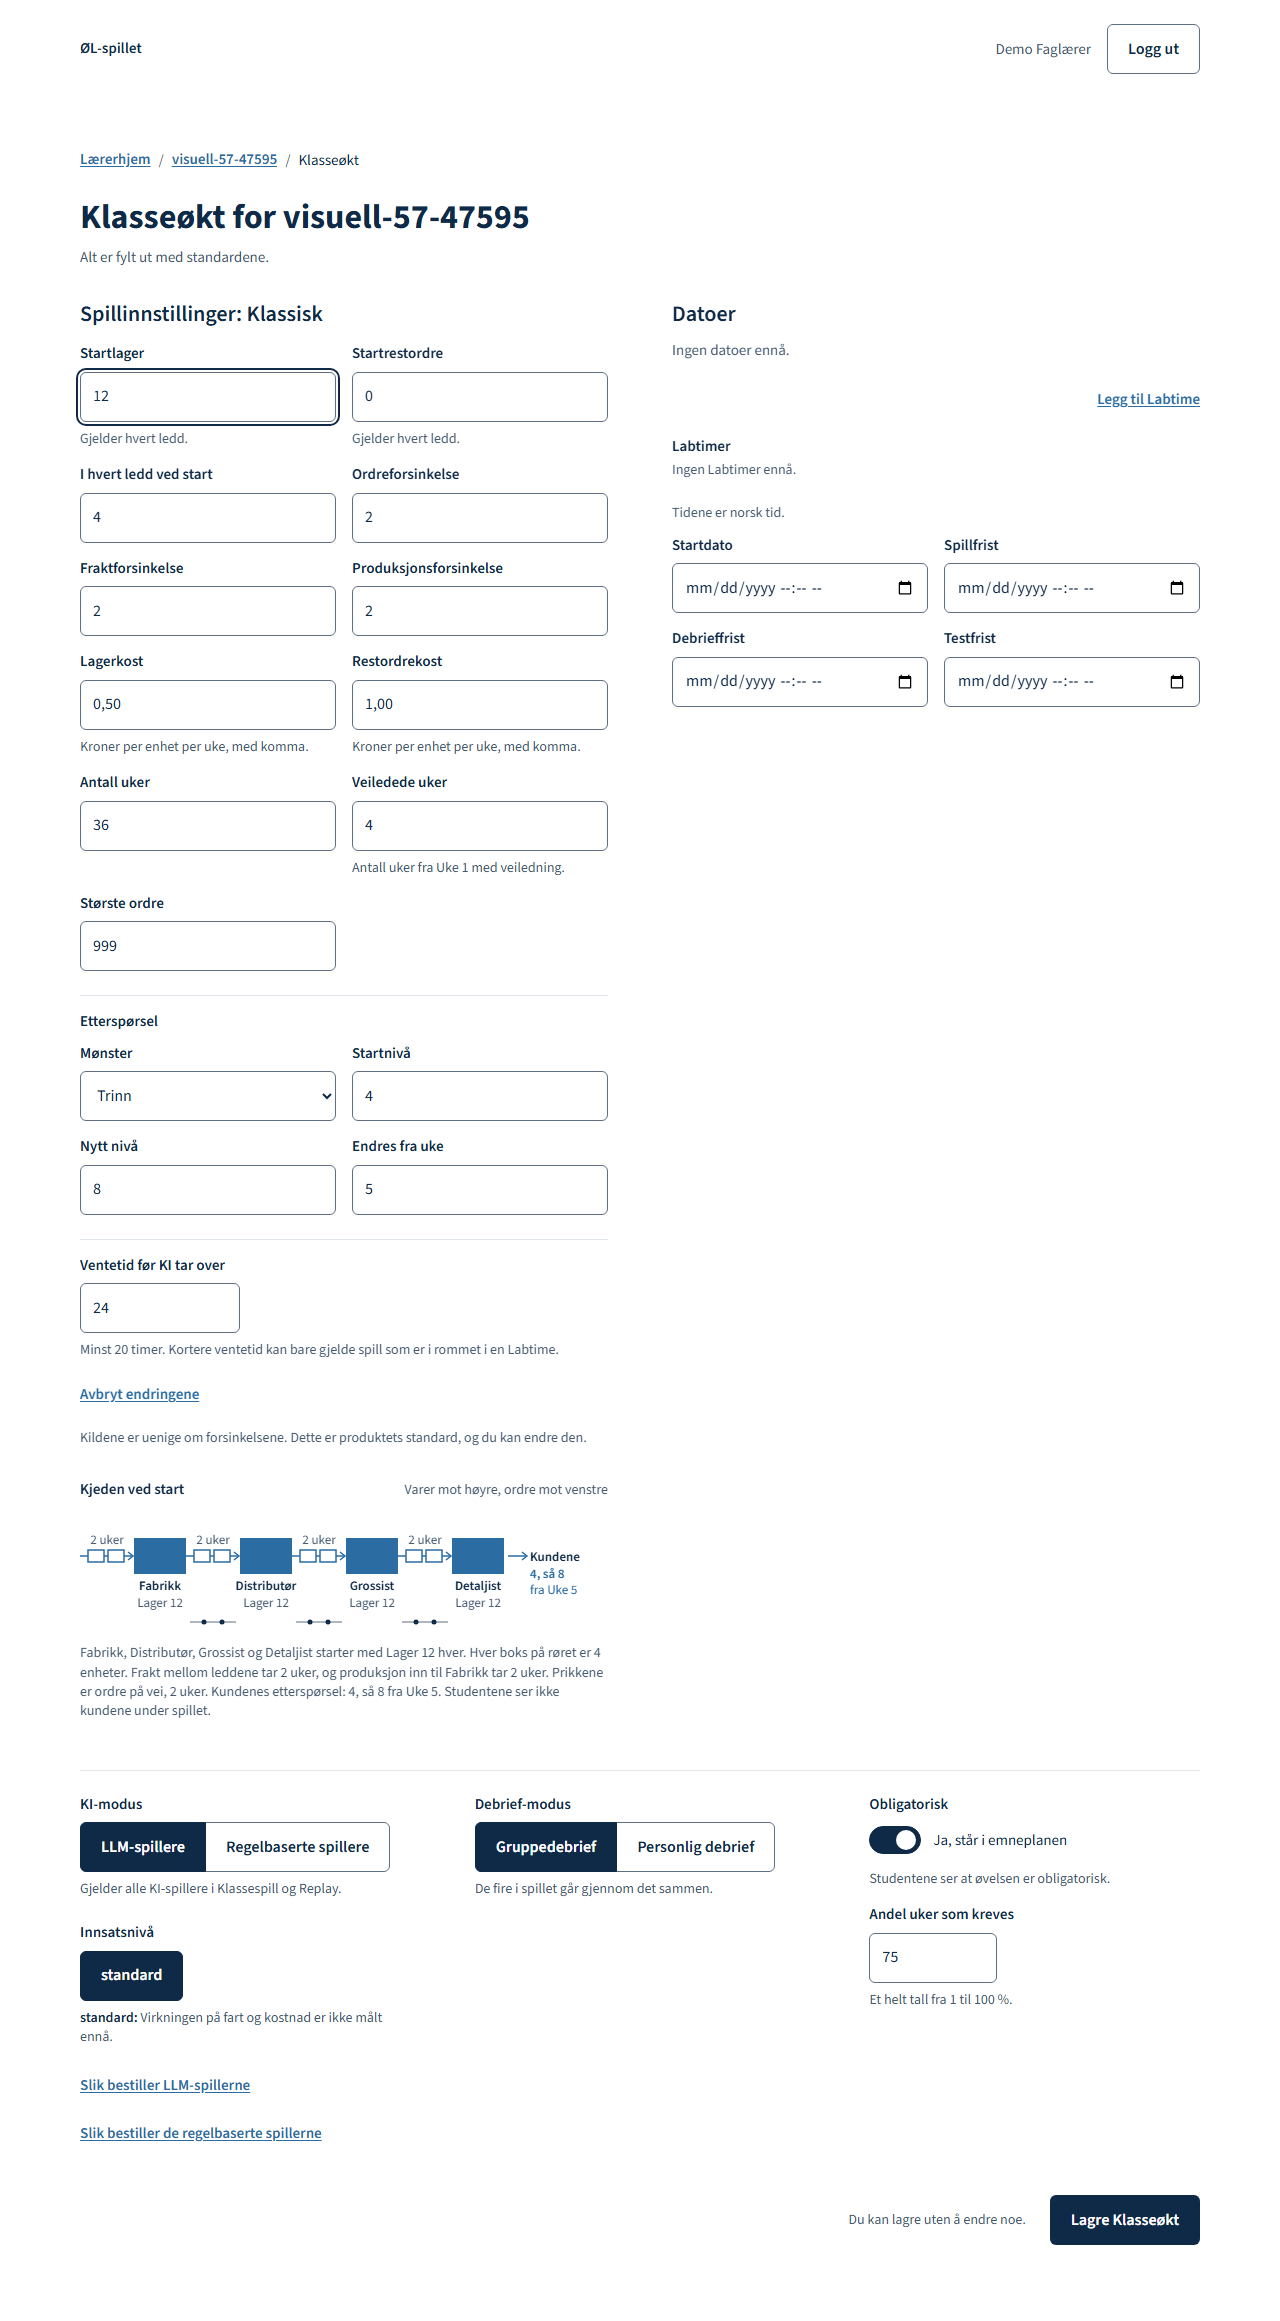 ØL-spillet
Demo Faglærer
Logg ut
Lærerhjem / visuell-57-47595 / Klasseøkt
Klasseøkt for visuell-57-47595
Alt er fylt ut med standardene.
Spillinnstillinger: Klassisk
Startlager
Startrestordre
12
0
Gjelder hvert ledd.
Gjelder hvert ledd.
I hvert ledd ved start
Ordreforsinkelse
4
2
Fraktforsinkelse
Produksjonsforsinkelse
2
2
Lagerkost
Restordrekost
0,50
1,00
Kroner per enhet per uke, med komma.
Kroner per enhet per uke, med komma.
Antall uker
Veiledede uker
36
4
Antall uker fra Uke 1 med veiledning.
Største ordre
999
Etterspørsel
Mønster
Startnivå
Trinn
4
Nytt nivå
Endres fra uke
8
5
Ventetid før KI tar over
24
Minst 20 timer. Kortere ventetid kan bare gjelde spill som er i rommet i en Labtime.
Avbryt endringene
Kildene er uenige om forsinkelsene. Dette er produktets standard, og du kan endre den.
Kjeden ved start
Varer mot høyre, ordre mot venstre
2 uker
2 uker
2 uker
2 uker
Fabrikk
Lager 12
Distributør
Lager 12
Grossist
Lager 12
Detaljist
Lager 12
Kundene
4, så 8
fra Uke 5
Fabrikk, Distributør, Grossist og Detaljist starter med Lager 12 hver. Hver boks på røret er 4
enheter. Frakt mellom leddene tar 2 uker, og produksjon inn til Fabrikk tar 2 uker. Prikkene
er ordre på vei, 2 uker. Kundenes etterspørsel: 4, så 8 fra Uke 5. Studentene ser ikke
kundene under spillet.
Datoer
Ingen datoer ennå.
Legg til Labtime
Labtimer
Ingen Labtimer ennå.
Tidene er norsk tid.
Startdato
Spillfrist
mm/dd/yyyy --:-- --
mm/dd/yyyy --:-- --
Debrieffrist
Testfrist
mm/dd/yyyy --:-- --
mm/dd/yyyy --:-- --
KI-modus
LLM-spillere
Regelbaserte spillere
Gjelder alle KI-spillere i Klassespill og Replay.
Innsatsnivå
standard
standard: Virkningen på fart og kostnad er ikke målt
ennå.
Slik bestiller LLM-spillerne
Slik bestiller de regelbaserte spillerne
Debrief-modus
Gruppedebrief
Personlig debrief
De fire i spillet går gjennom det sammen.
Obligatorisk
Ja, står i emneplanen
Studentene ser at øvelsen er obligatorisk.
Andel uker som kreves
75
Et helt tall fra 1 til 100 %.
Du kan lagre uten å endre noe.
Lagre Klasseøkt